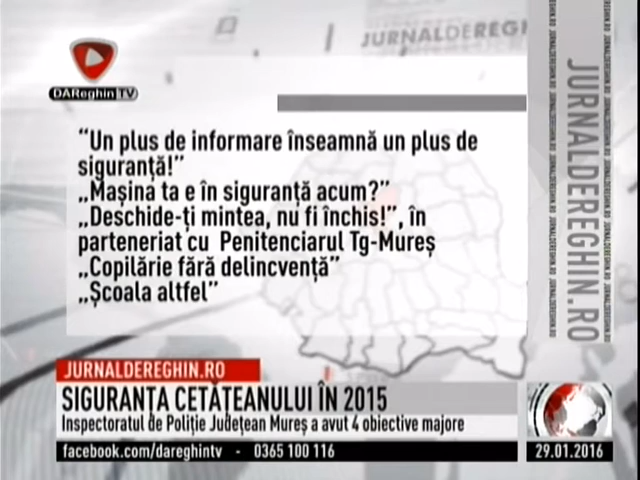 JURNALDEREGHI
DAReghin TV
“Un plus de informare înseamnă un plus de
siguranță!”
„Mașina ta e în siguranță acum?”
„Deschide-ți mintea, nu fi închis!”, în
parteneriat cu Penitenciarul Tg-Mureș
„Copilărie fără delincvență”
„Școala altfel”
JURNALDEREGHIN.RO
JURNALDEREGHIN.RO
SIGURANȚA CETĂȚEANULUI ÎN 2015
Inspectoratul de Poliție Județean Mureș a avut 4 obiective majore
facebook.com/dareghintv - 0365 100 116
29.01.2016